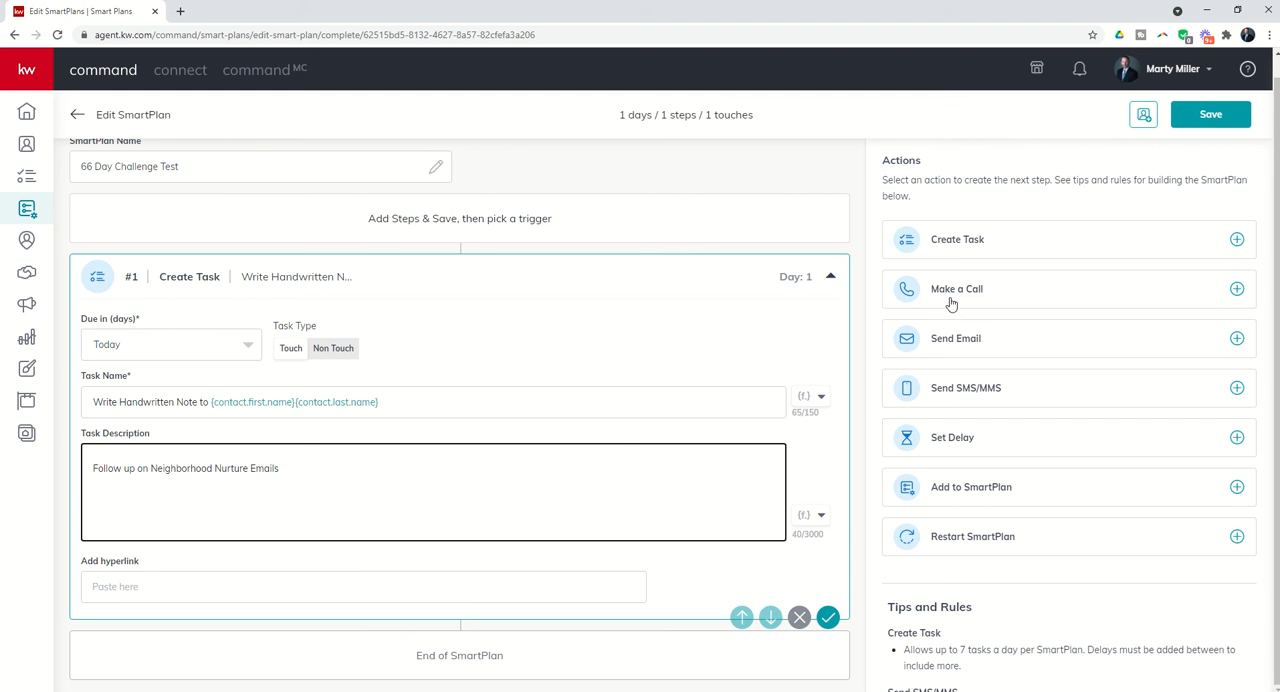 kw Edit SmartPlans | Smart Plans
agent.kw.com/command/smart-plans/edit-smart-plan/complete/62515bd5-8132-4627-8a57-82cfefa3a206
kw command connect command MC Marty Miller
Edit SmartPlan 1 days / 1 steps / 1 touches Save
SmartPlan Name
66 Day Challenge Test
Add Steps & Save, then pick a trigger
#1 Create Task Write Handwritten N... Day: 1
Due in (days)* Task Type
Today Touch Non Touch
Task Name*
Write Handwritten Note to {contact.first.name}{contact.last.name} {f.}
65/150
Task Description
Follow up on Neighborhood Nurture Emails
{f.}
40/3000
Add hyperlink
Paste here
End of SmartPlan
Actions
Select an action to create the next step. See tips and rules for building the SmartPlan
below.
Create Task
Make a Call
Send Email
Send SMS/MMS
Set Delay
Add to SmartPlan
Restart SmartPlan
Tips and Rules
Create Task
Allows up to 7 tasks a day per SmartPlan. Delays must be added between to
include more.
Send SMS/MMS